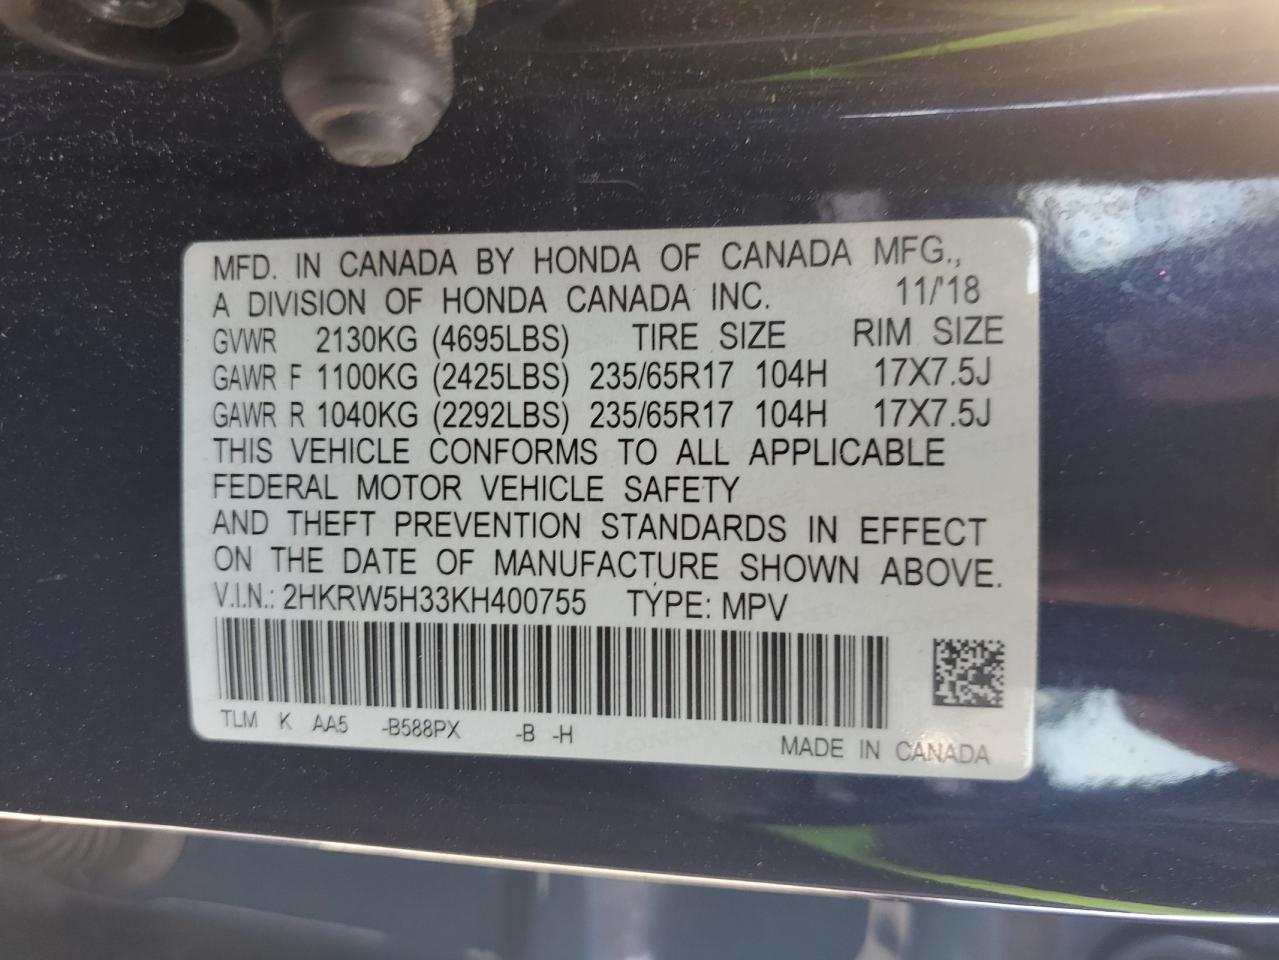 MFD. IN CANADA BY HONDA OF CANADA MFG.,
A DIVISION OF HONDA CANADA INC. 11/'18
GVWR 2130KG (4695LBS) TIRE SIZE RIM SIZE
GAWR F 1100KG (2425LBS) 235/65R17 104H 17X7.5J
GAWR R 1040KG (2292LBS) 235/65R17 104H 17X7.5J
THIS VEHICLE CONFORMS TO ALL APPLICABLE
FEDERAL MOTOR VEHICLE SAFETY
AND THEFT PREVENTION STANDARDS IN EFFECT
ON THE DATE OF MANUFACTURE SHOWN ABOVE.
V.I.N.: 2HKRW5H33KH400755 TYPE: MPV
TLM K AA5 -B588PX -B -H
MADE IN CANADA